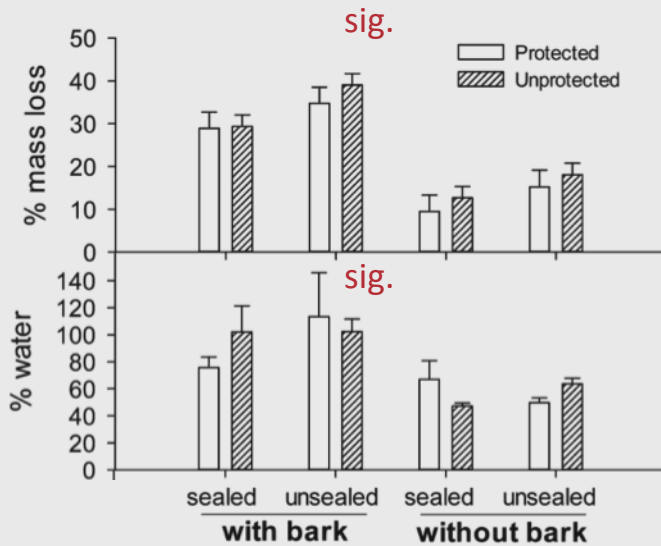 sig.
50
40
30
20
10
0
% mass loss
Protected
Unprotected
sig.
140
120
100
80
60
40
20
0
% water
sealed unsealed sealed unsealed
with bark without bark